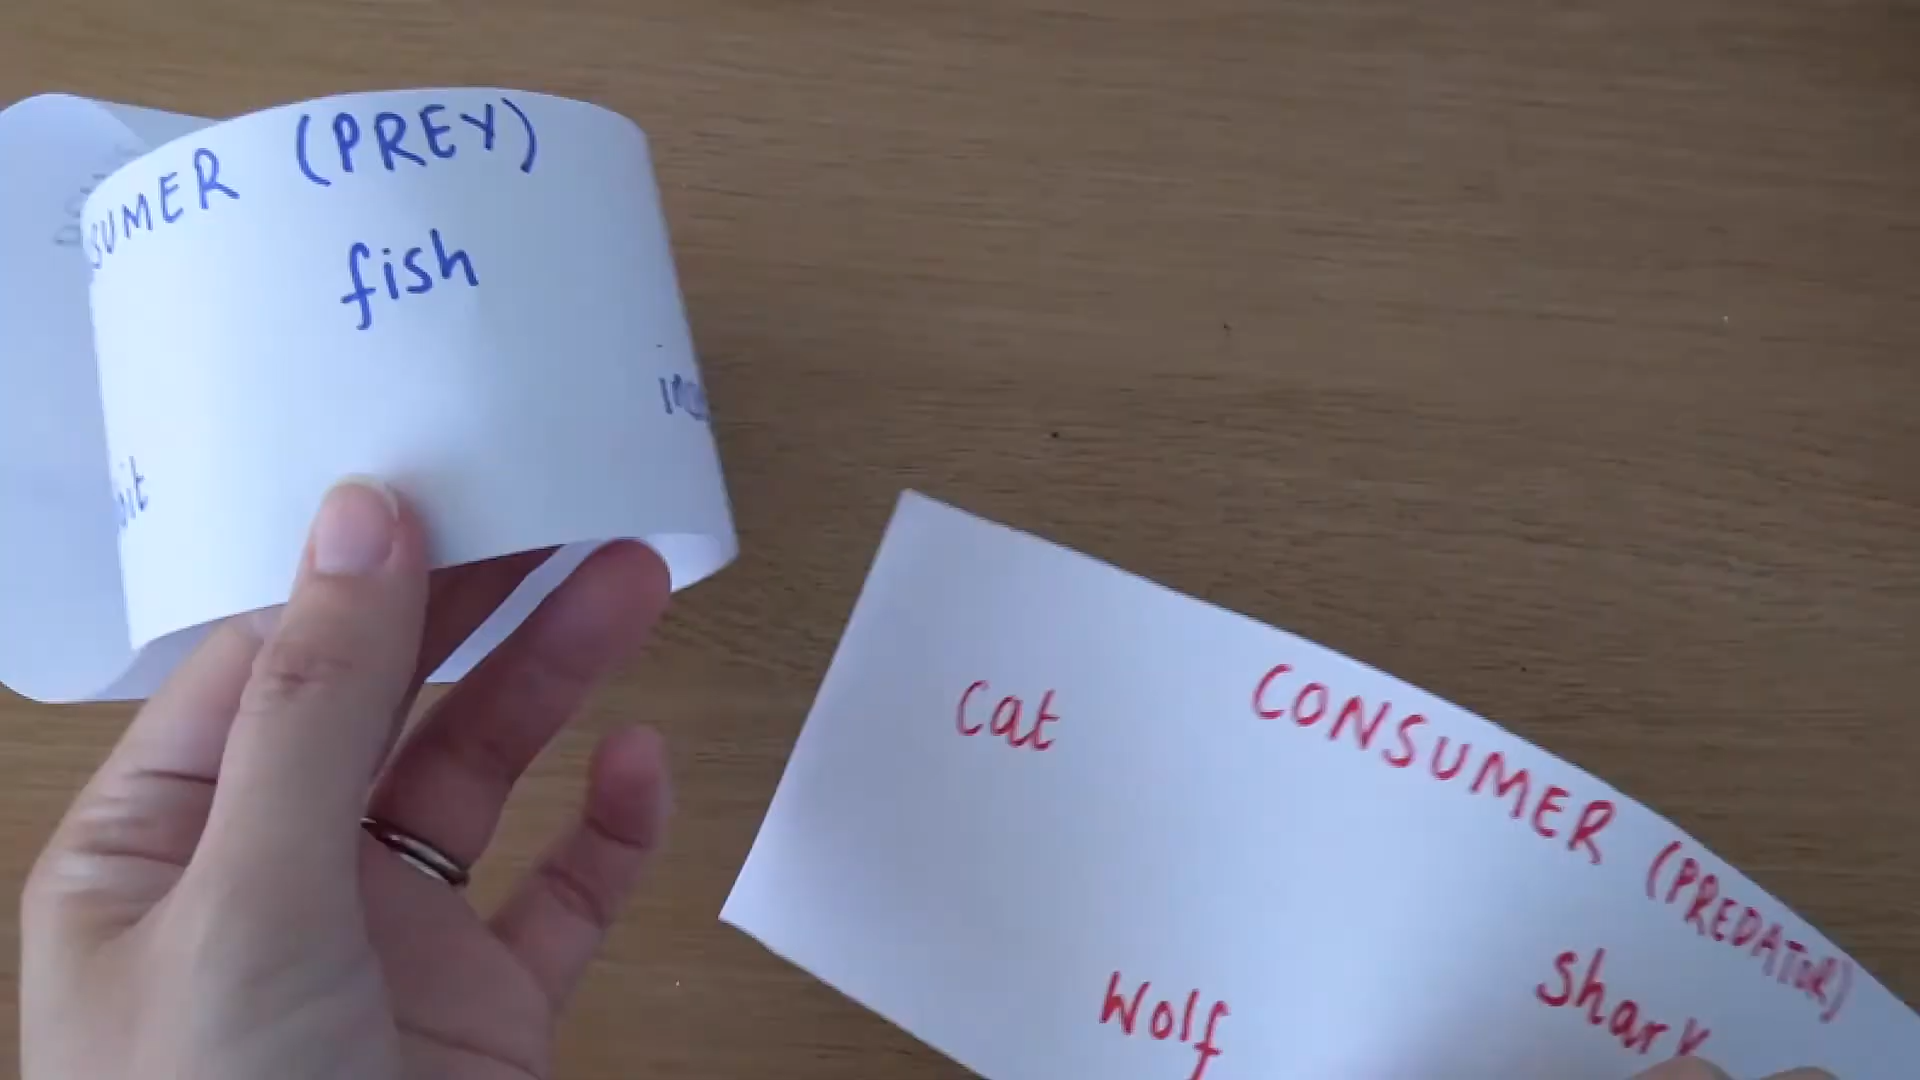 SUMER (PREY)
fish
CONSUMER (PREDATOR)
Cat
Wolf
Shark